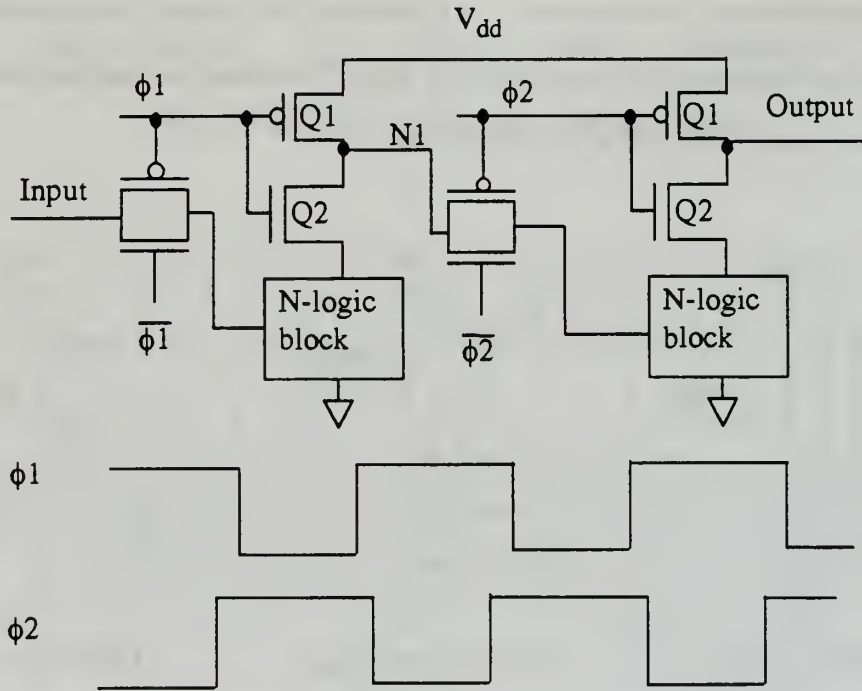 V_dd
ϕ1
Q1
ϕ2
Q1
Output
N1
Input
Q2
Q2
N-logic
block
N-logic
block
ϕ1̅
ϕ2̅
ϕ1
ϕ2